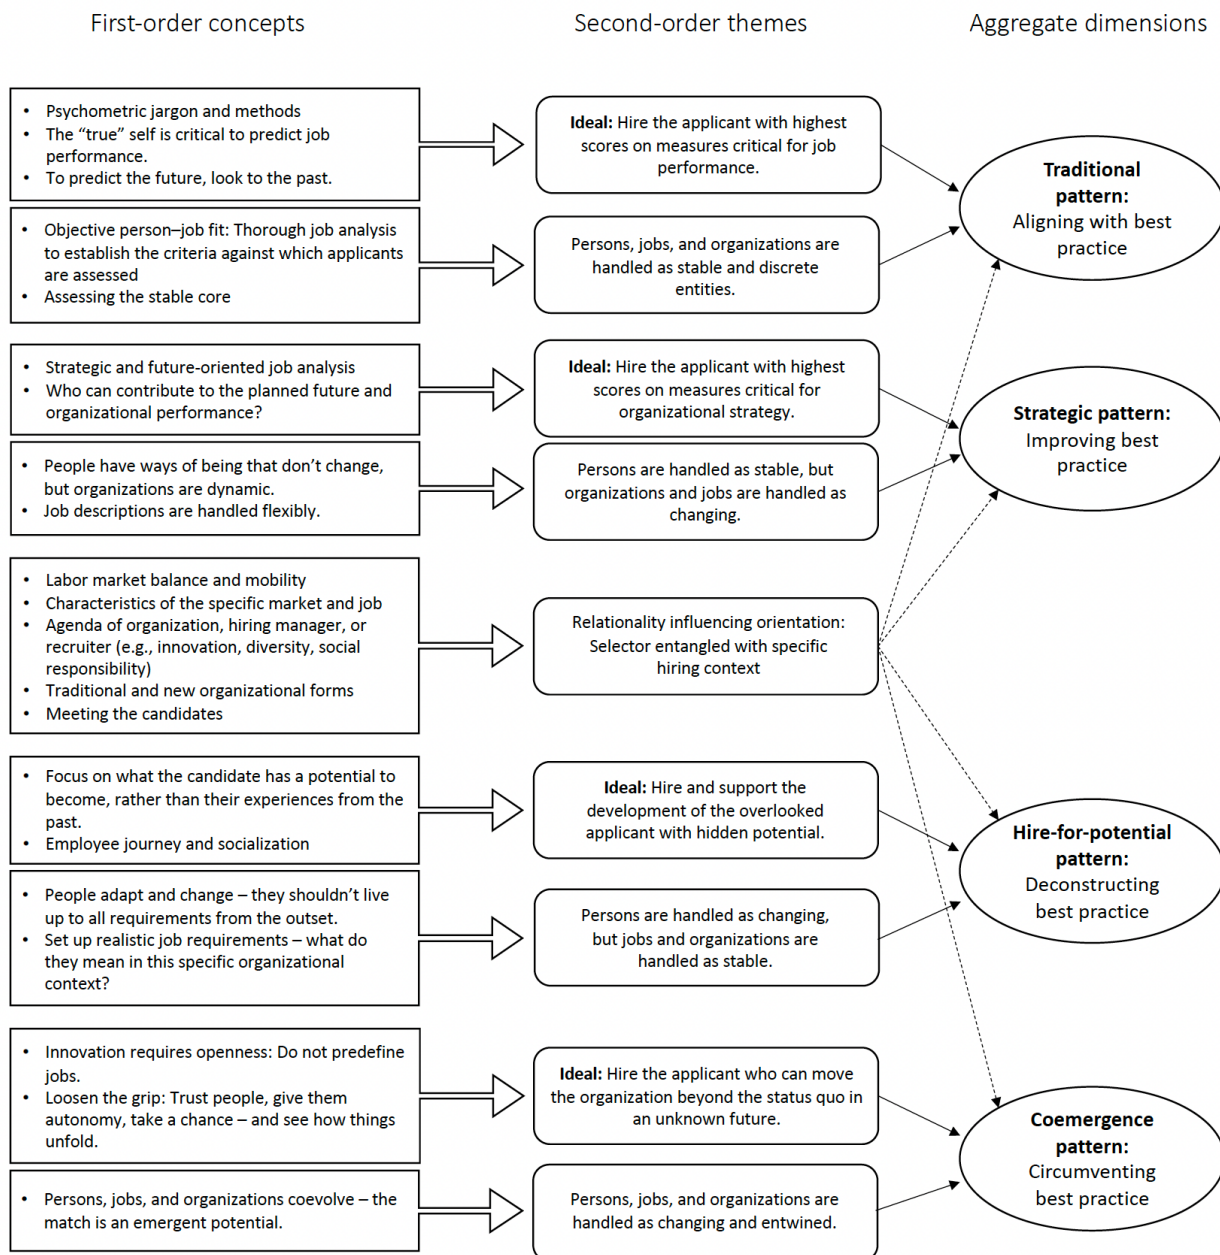 First-order concepts
Second-order themes
Aggregate dimensions
• Psychometric jargon and methods
• The “true” self is critical to predict job
performance.
• To predict the future, look to the past.
Ideal: Hire the applicant with highest
scores on measures critical for job
performance.
Traditional
pattern:
Aligning with best
practice
• Objective person–job fit: Thorough job analysis
to establish the criteria against which applicants
are assessed
• Assessing the stable core
Persons, jobs, and organizations are
handled as stable and discrete
entities.
• Strategic and future-oriented job analysis
• Who can contribute to the planned future and
organizational performance?
Ideal: Hire the applicant with highest
scores on measures critical for
organizational strategy.
Strategic pattern:
Improving best
practice
• People have ways of being that don’t change,
but organizations are dynamic.
• Job descriptions are handled flexibly.
Persons are handled as stable, but
organizations and jobs are handled as
changing.
• Labor market balance and mobility
• Characteristics of the specific market and job
• Agenda of organization, hiring manager, or
recruiter (e.g., innovation, diversity, social
responsibility)
• Traditional and new organizational forms
• Meeting the candidates
Relationality influencing orientation:
Selector entangled with specific
hiring context
• Focus on what the candidate has a potential to
become, rather than their experiences from the
past.
• Employee journey and socialization
Ideal: Hire and support the
development of the overlooked
applicant with hidden potential.
Hire-for-potential
pattern:
Deconstructing
best practice
• People adapt and change – they shouldn’t live
up to all requirements from the outset.
• Set up realistic job requirements – what do
they mean in this specific organizational
context?
Persons are handled as changing,
but jobs and organizations are
handled as stable.
• Innovation requires openness: Do not predefine
jobs.
• Loosen the grip: Trust people, give them
autonomy, take a chance – and see how things
unfold.
Ideal: Hire the applicant who can move
the organization beyond the status quo in
an unknown future.
Coemergence
pattern:
Circumventing
best practice
• Persons, jobs, and organizations coevolve – the
match is an emergent potential.
Persons, jobs, and organizations are
handled as changing and entwined.